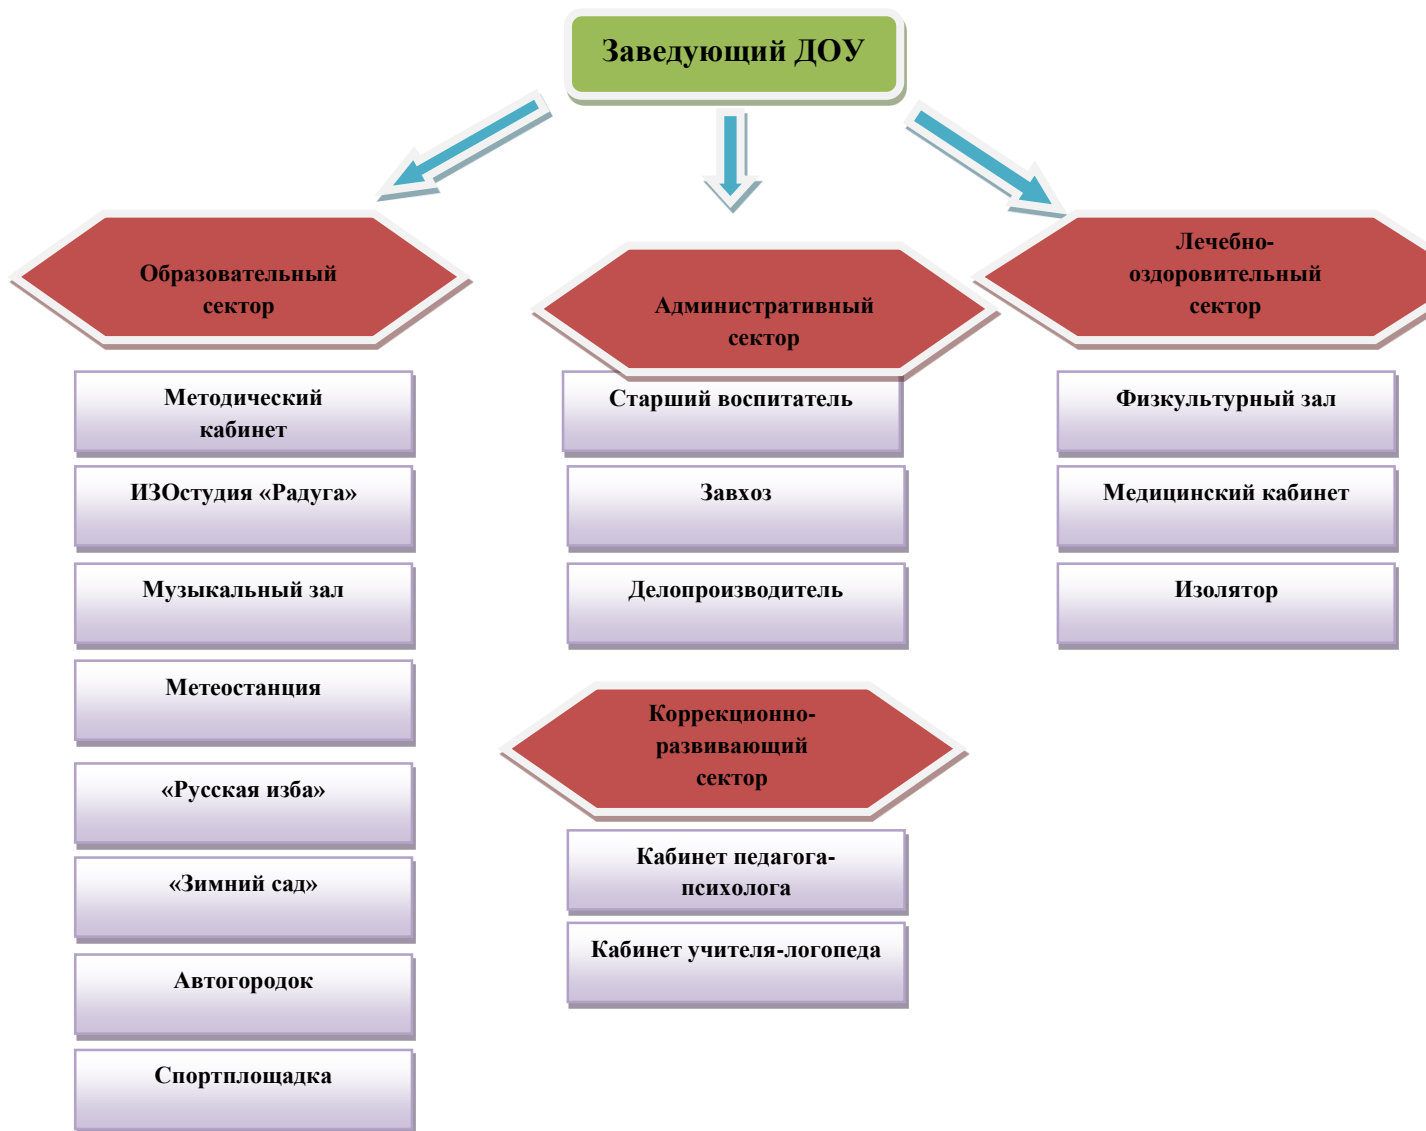 Заведующий ДОУ
Образовательный
сектор
Методический
кабинет
ИЗОстудия «Радуга»
Музыкальный зал
Метеостанция
«Русская изба»
«Зимний сад»
Автогородок
Спортплощадка
Административный
сектор
Старший воспитатель
Завхоз
Делопроизводитель
Коррекционно-
развивающий
сектор
Кабинет педагога-
психолога
Кабинет учителя-логопеда
Лечебно-
оздоровительный
сектор
Физкультурный зал
Медицинский кабинет
Изолятор